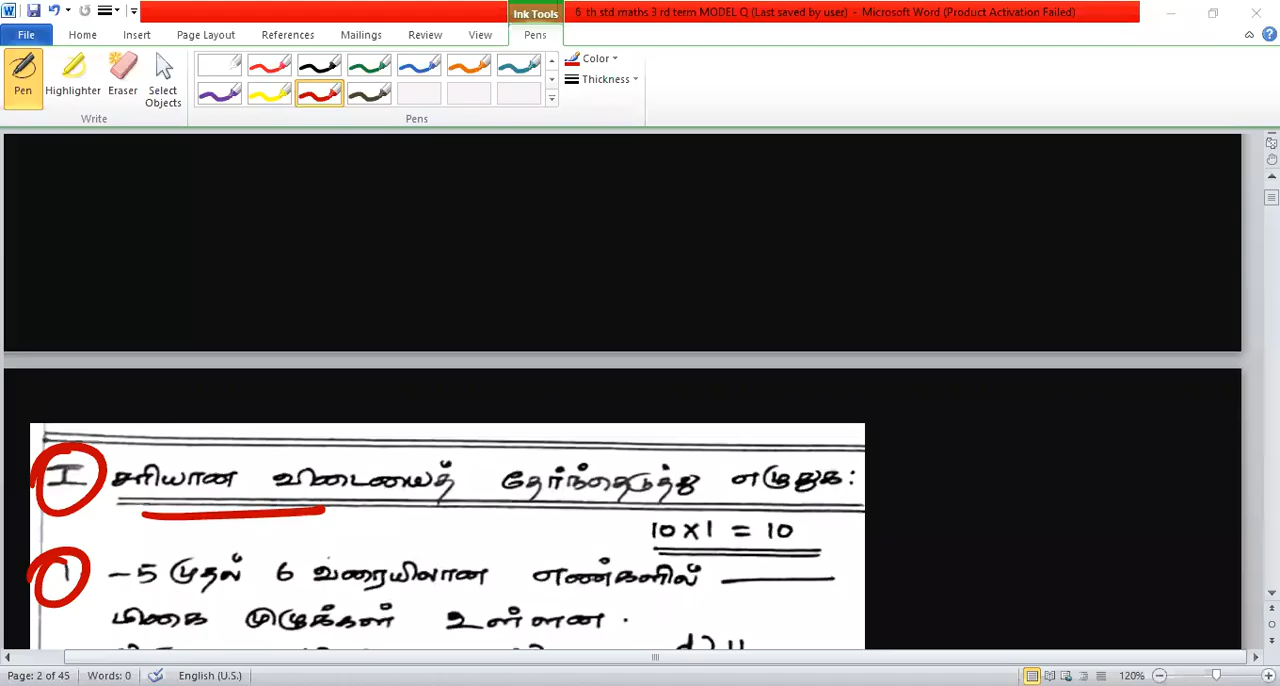 Ink Tools
6 th std maths 3 rd term MODEL Q (Last saved by user) - Microsoft Word (Product Activation Failed)
File Home Insert Page Layout References Mailings Review View Pens
Pen Highlighter Eraser Select Objects
Color
Thickness
Write
Pens
I சரியான விடையைத் தேர்ந்தெடுத்து எழுதுக:
10 x 1 = 10
1 -5 முதல் 6 வரையிலான எண்களில் ______
மிகை முழுக்கள் உள்ளன.
Page: 2 of 45 Words: 0 English (U.S.) 120%